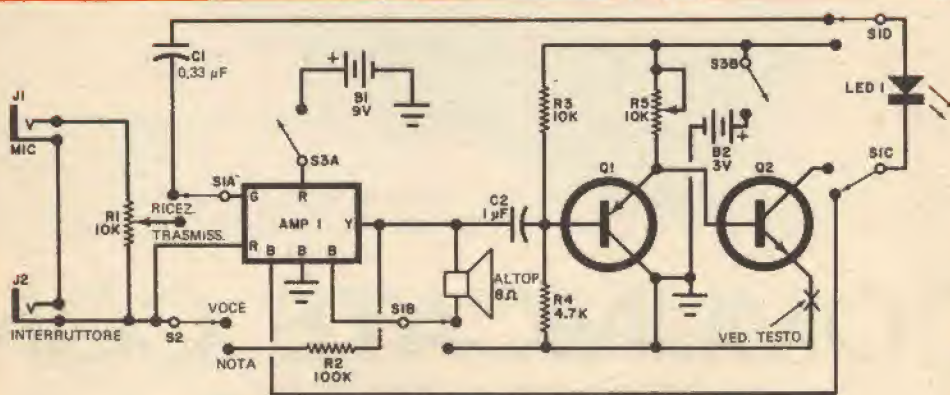 S1D
C1
0,33 µF
+
B1
9V
S3B
LED 1
J1
V
MIC
R3
10K
R5
10K
B2
3V
+
S3A
S1C
Q1
Q2
S1A
G
R
C2
1 µF
R1
10K
RICEZ.
TRASMISS.
AMP 1
Y
R
B
B
B
J2
V
INTERRUTTORE
S2
VOCE
S1B
ALTOP.
8Ω
R4
4.7K
VED. TESTO
NOTA
R2
100K